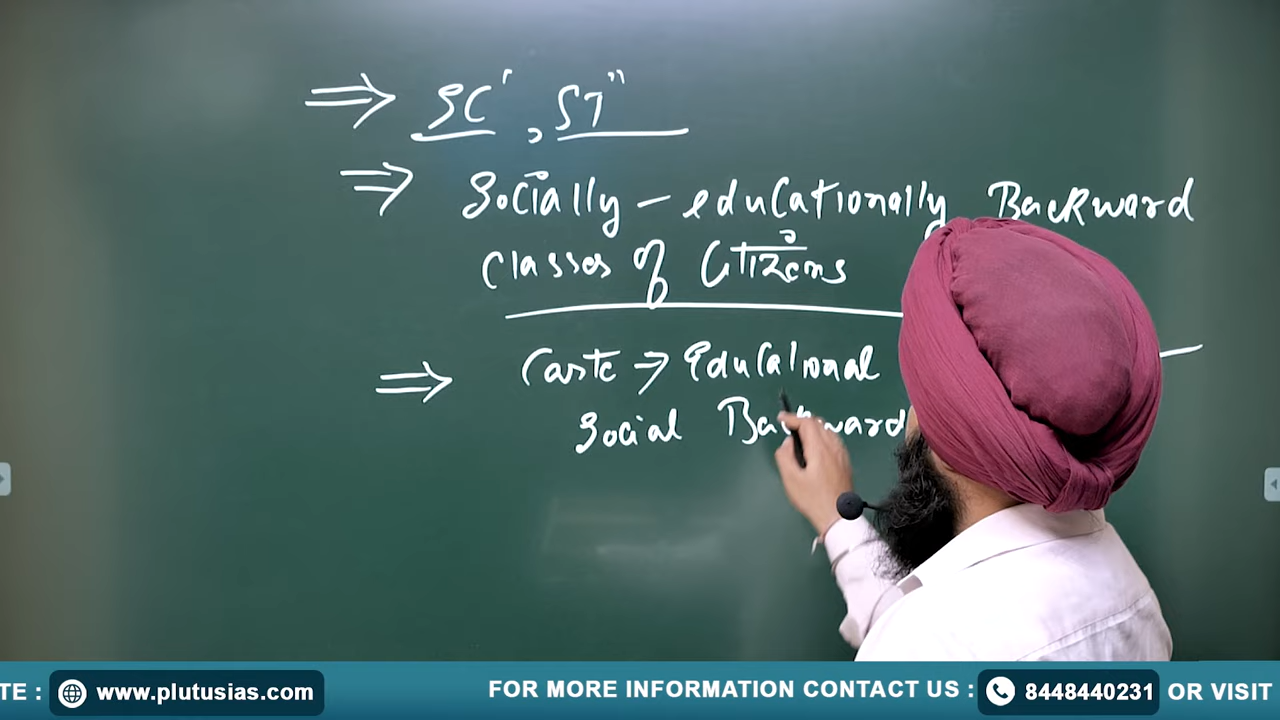 ⇒ SC' , ST"
⇒ Socially - educationally Backward
Classes of Citizens
⇒ Caste → Educational
Social Backward
TE : www.plutusias.com FOR MORE INFORMATION CONTACT US : 8448440231 OR VISIT